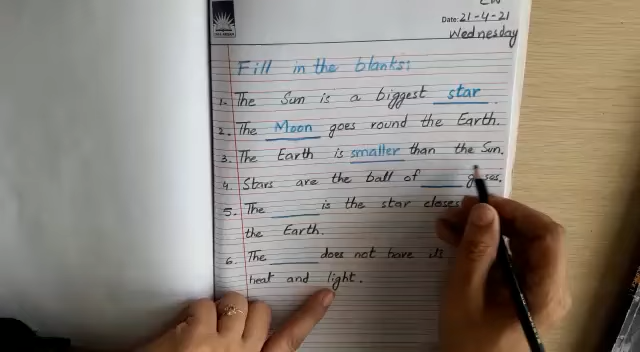 CW
Date: 21-4-21
Wednesday
Fill in the blanks:
1. The Sun is a biggest star.
2. The Moon goes round the Earth.
3. The Earth is smaller than the Sun.
4. Stars are the ball of ____ gases.
5. The ____ is the star closes
the Earth.
6. The ____ does not have its
heat and light.